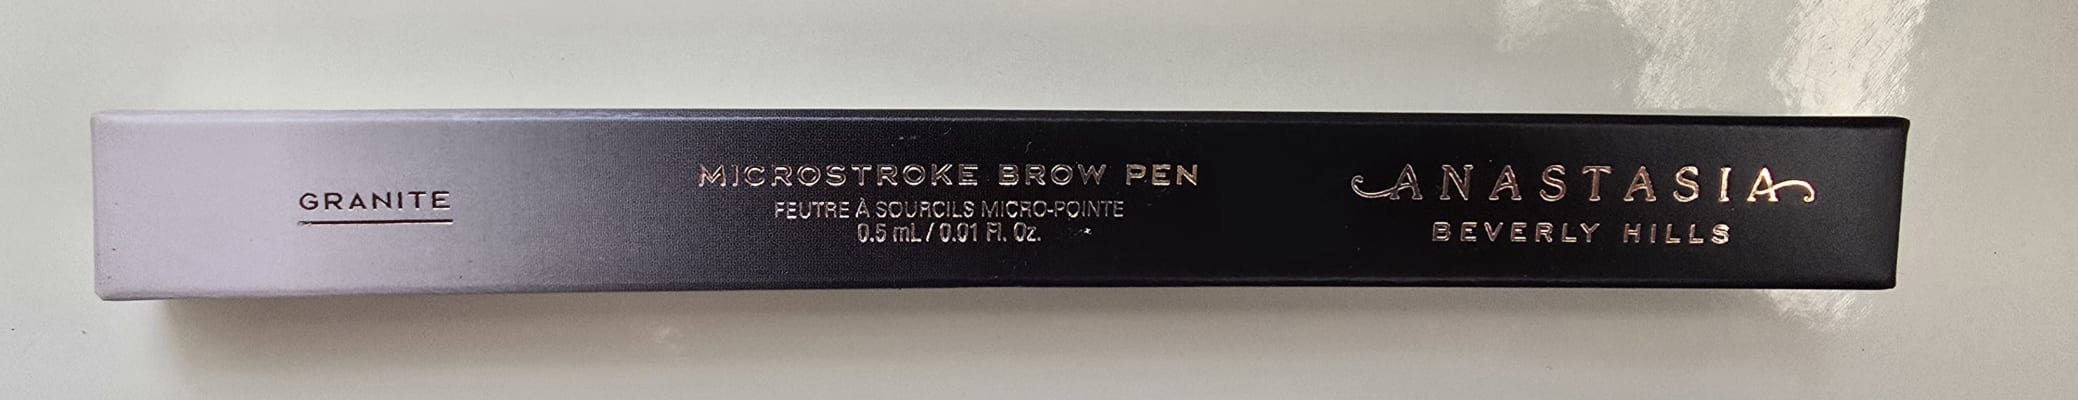 GRANITE
MICROSTROKE BROW PEN
FEUTRE À SOURCILS MICRO-POINTE
0.5 mL / 0.01 Fl. Oz.
ANASTASIA
BEVERLY HILLS